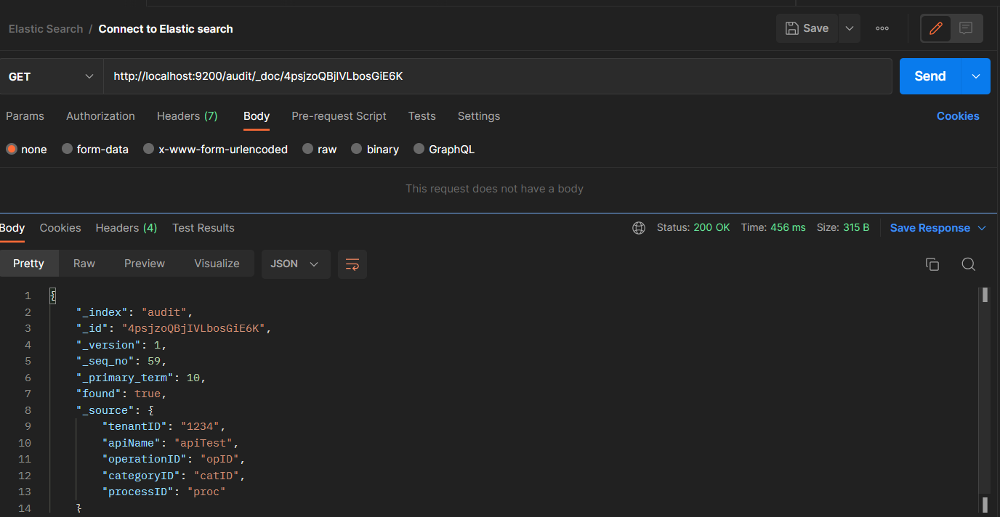 Elastic Search / Connect to Elastic search
Save
GET
http://localhost:9200/audit/_doc/4psjzoQBjIVLbosGiE6K
Send
Params Authorization Headers (7) Body Pre-request Script Tests Settings Cookies
none form-data x-www-form-urlencoded raw binary GraphQL
This request does not have a body
Body Cookies Headers (4) Test Results Status: 200 OK Time: 456 ms Size: 315 B Save Response
Pretty Raw Preview Visualize JSON
1 {
2 "_index": "audit",
3 "_id": "4psjzoQBjIVLbosGiE6K",
4 "_version": 1,
5 "_seq_no": 59,
6 "_primary_term": 10,
7 "found": true,
8 "_source": {
9 "tenantID": "1234",
10 "apiName": "apiTest",
11 "operationID": "opID",
12 "categoryID": "catID",
13 "processID": "proc"
14 }